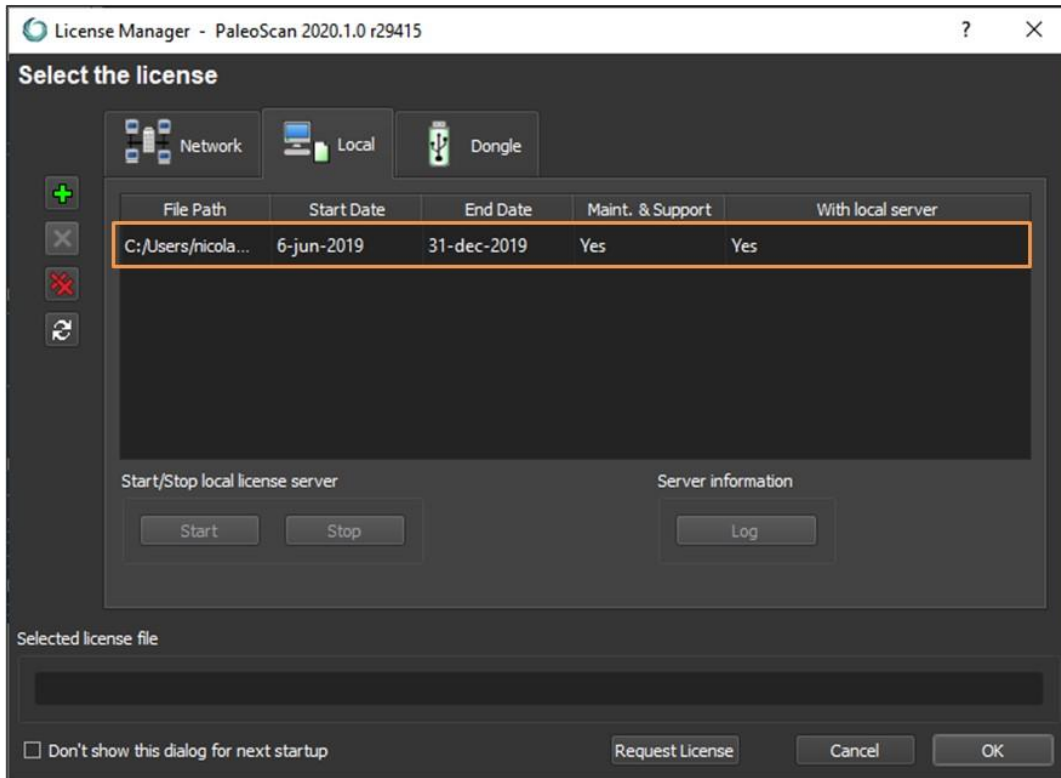 License Manager - PaleoScan 2020.1.0 r29415
Select the license
Network Local Dongle
File Path Start Date End Date Maint. & Support With local server
C:/Users/nicola... 6-jun-2019 31-dec-2019 Yes Yes
Start/Stop local license server Server information
Start Stop Log
Selected license file
Don't show this dialog for next startup Request License Cancel OK